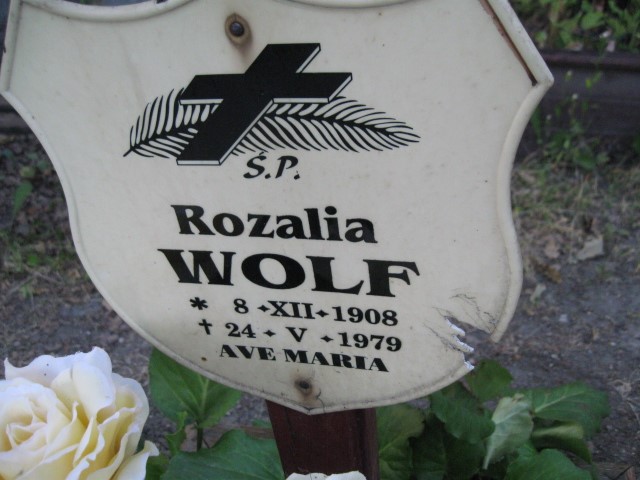 Ś.P.
Rozalia
WOLF
* 8 ✦ XII ✦ 1908
† 24 ✦ V ✦ 1979
AVE MARIA